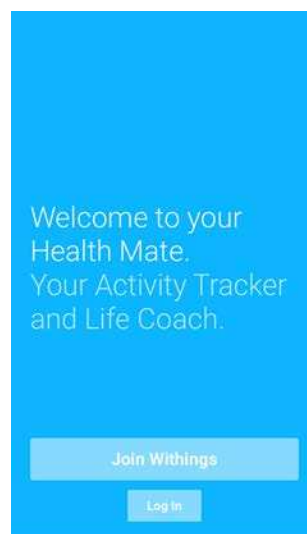 Welcome to your
Health Mate.
Your Activity Tracker
and Life Coach.
Join Withings
Log In